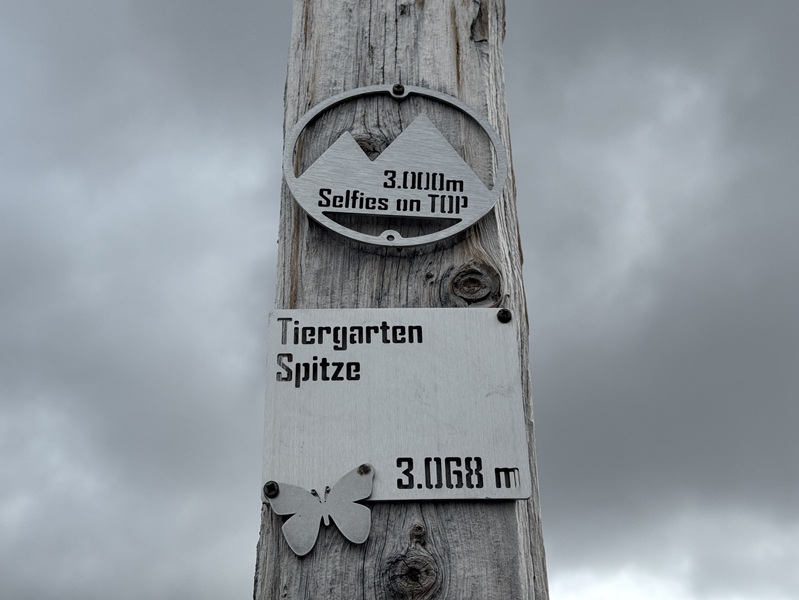 3.000m
Selfies on TOP
Tiergarten
Spitze
3.068 m